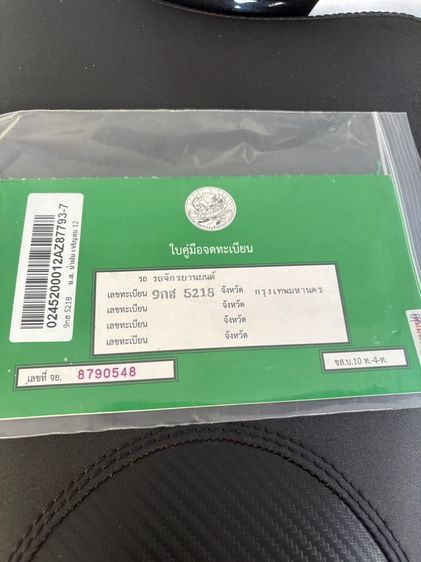 0245200012AZ87793-7
9กฮ 5218
ใบคู่มือจดทะเบียน
รถ รถจักรยานยนต์
เลขทะเบียน 9กฮ 5218 จังหวัด กรุงเทพมหานคร
เลขทะเบียน จังหวัด
เลขทะเบียน จังหวัด
เลขทะเบียน จังหวัด
เลขที่ จย. 8790548
ขส.บ.10 ท.-4-ท.